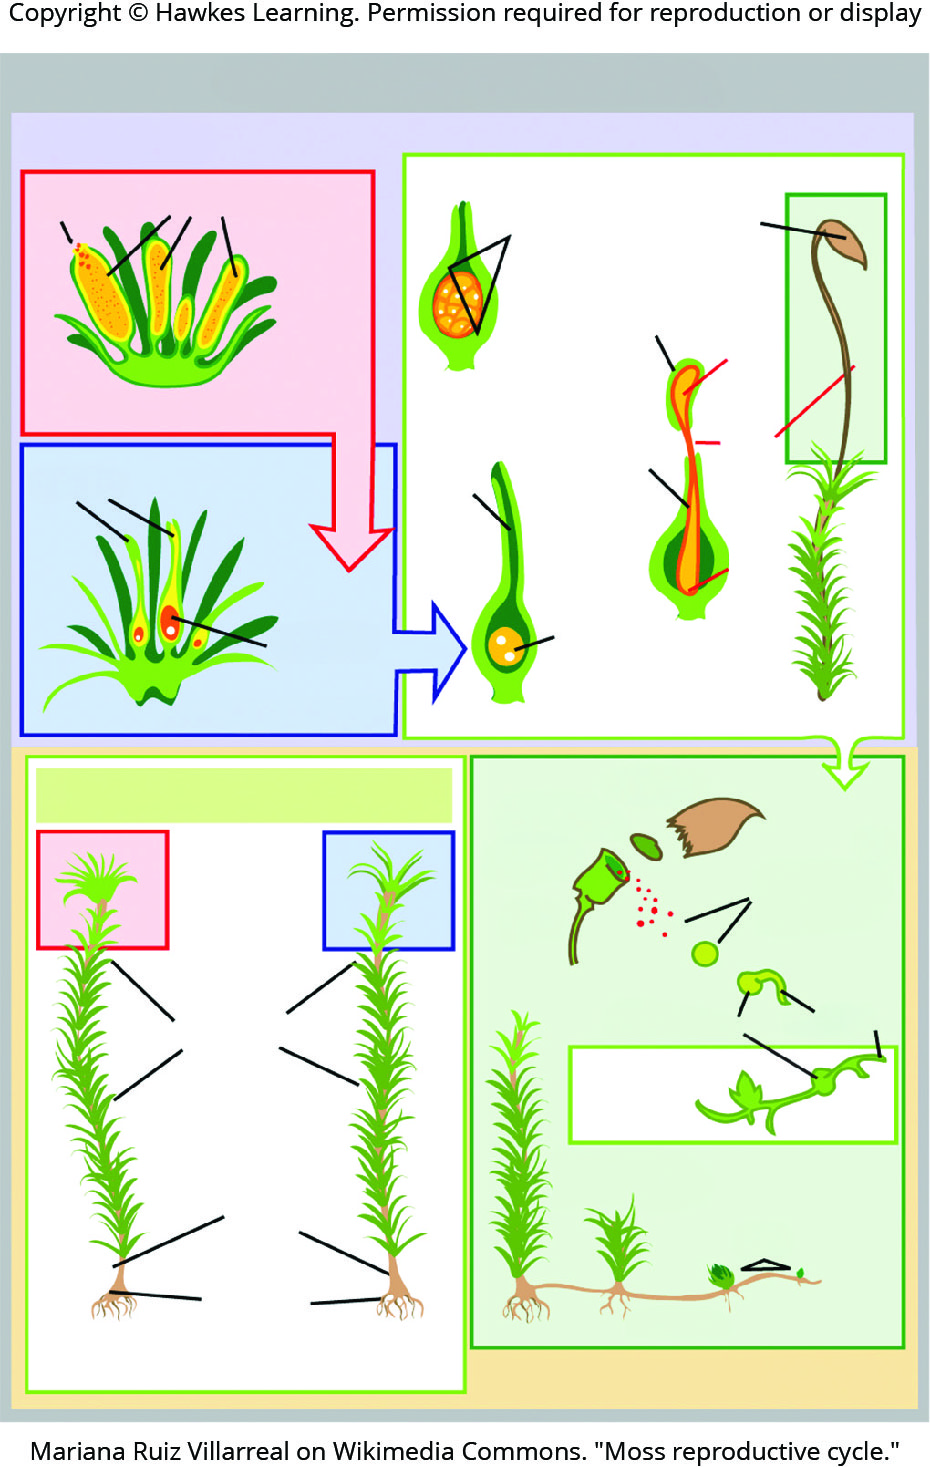 Copyright © Hawkes Learning. Permission required for reproduction or display
Mariana Ruiz Villarreal on Wikimedia Commons. "Moss reproductive cycle."